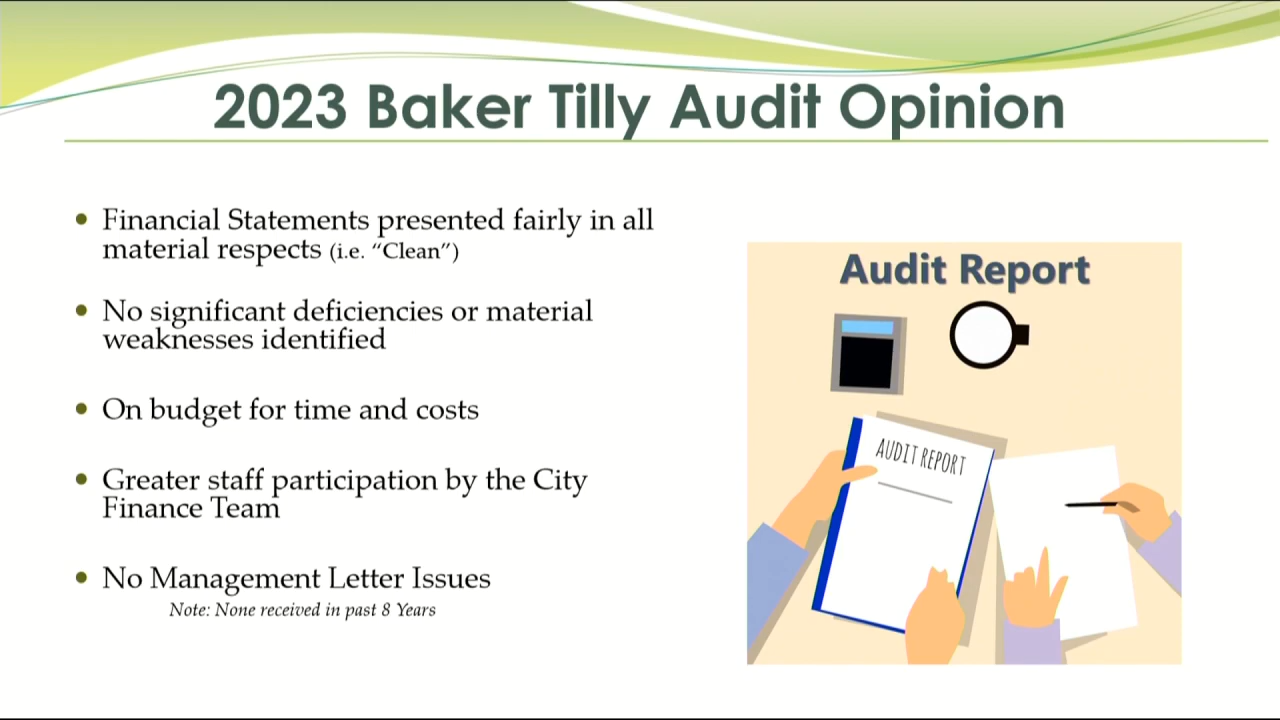 2023 Baker Tilly Audit Opinion
• Financial Statements presented fairly in all
material respects (i.e. “Clean”)
• No significant deficiencies or material
weaknesses identified
• On budget for time and costs
• Greater staff participation by the City
Finance Team
• No Management Letter Issues
Note: None received in past 8 Years
Audit Report
AUDIT REPORT